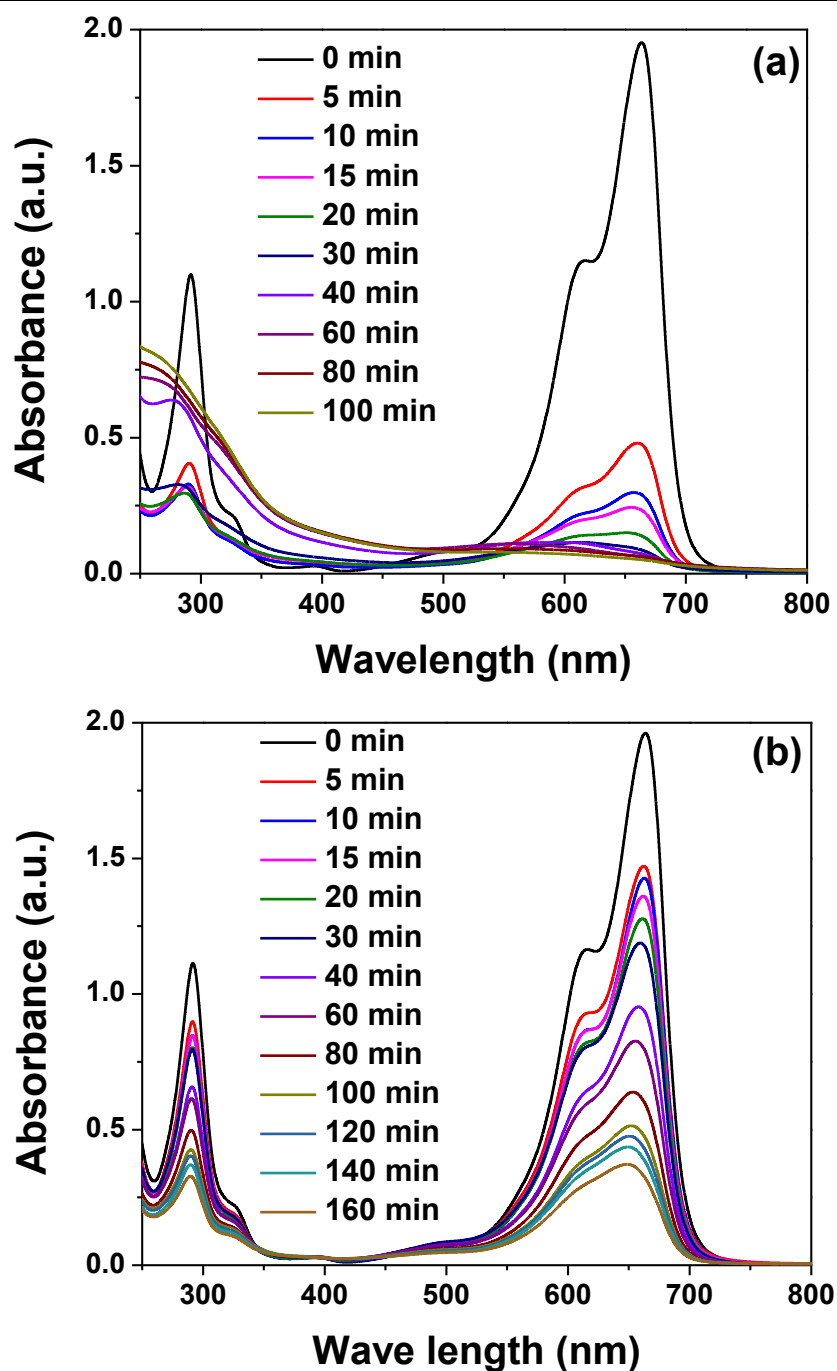 (a)
0 min
5 min
10 min
15 min
20 min
30 min
40 min
60 min
80 min
100 min
2.0
1.5
1.0
0.5
0.0
Absorbance (a.u.)
300 400 500 600 700 800
Wavelength (nm)
(b)
0 min
5 min
10 min
15 min
20 min
30 min
40 min
60 min
80 min
100 min
120 min
140 min
160 min
2.0
1.5
1.0
0.5
0.0
Absorbance (a.u.)
300 400 500 600 700 800
Wave length (nm)